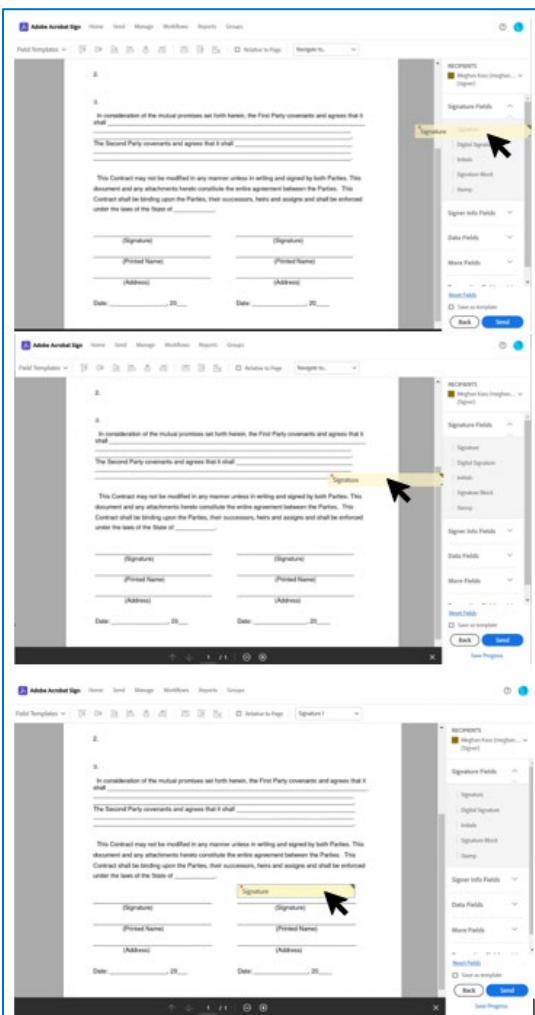 Adobe Acrobat Sign Home Send Manage Workflows Reports Groups
Field Templates Relative to Page Navigate to...
RECIPIENTS
Meghan Kass (meghan...
(Signer)
2.
3.
In consideration of the mutual promises set forth herein, the First Party covenants and agrees that it
shall
The Second Party covenants and agrees that it shall
This Contract may not be modified in any manner unless in writing and signed by both Parties. This
document and any attachments hereto constitute the entire agreement between the Parties. This
Contract shall be binding upon the Parties, their successors, heirs and assigns and shall be enforced
under the laws of the State of
(Signature) (Signature)
(Printed Name) (Printed Name)
(Address) (Address)
Date: , 20 Date: , 20
Signature Fields
Signature
Digital Signature
Initials
Signature Block
Stamp
Signer Info Fields
Data Fields
More Fields
Reset Fields
Save as template
Back Send
Adobe Acrobat Sign Home Send Manage Workflows Reports Groups
Field Templates Relative to Page Navigate to...
RECIPIENTS
Meghan Kass (meghan...
(Signer)
2.
3.
In consideration of the mutual promises set forth herein, the First Party covenants and agrees that it
shall
The Second Party covenants and agrees that it shall
Signature
This Contract may not be modified in any manner unless in writing and signed by both Parties. This
document and any attachments hereto constitute the entire agreement between the Parties. This
Contract shall be binding upon the Parties, their successors, heirs and assigns and shall be enforced
under the laws of the State of
(Signature) (Signature)
(Printed Name) (Printed Name)
(Address) (Address)
Date: , 20 Date: , 20
Signature Fields
Signature
Digital Signature
Initials
Signature Block
Stamp
Signer Info Fields
Data Fields
More Fields
Reset Fields
Save as template
Back Send
Save Progress
1 / 1
Adobe Acrobat Sign Home Send Manage Workflows Reports Groups
Field Templates Relative to Page Signature 1
RECIPIENTS
Meghan Kass (meghan...
(Signer)
2.
3.
In consideration of the mutual promises set forth herein, the First Party covenants and agrees that it
shall
The Second Party covenants and agrees that it shall
This Contract may not be modified in any manner unless in writing and signed by both Parties. This
document and any attachments hereto constitute the entire agreement between the Parties. This
Contract shall be binding upon the Parties, their successors, heirs and assigns and shall be enforced
under the laws of the State of
Signature
(Signature) (Signature)
(Printed Name) (Printed Name)
(Address) (Address)
Date: , 20 Date: , 20
Signature Fields
Signature
Digital Signature
Initials
Signature Block
Stamp
Signer Info Fields
Data Fields
More Fields
Reset Fields
Save as template
Back Send
Save Progress
1 / 1